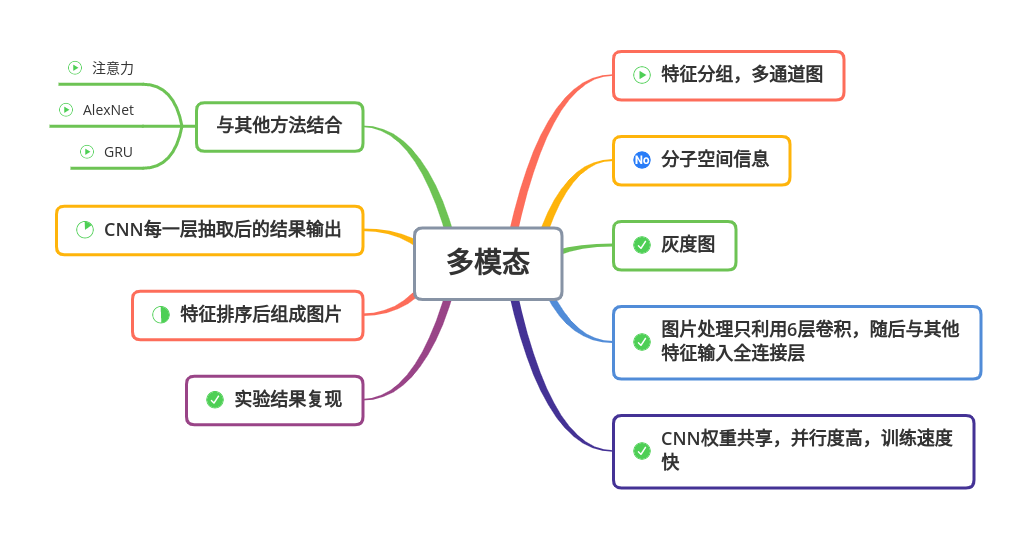 多模态
特征分组，多通道图
No 分子空间信息
灰度图
图片处理只利用6层卷积，随后与其他
特征输入全连接层
CNN权重共享，并行度高，训练速度
快
与其他方法结合
注意力
AlexNet
GRU
CNN每一层抽取后的结果输出
特征排序后组成图片
实验结果复现